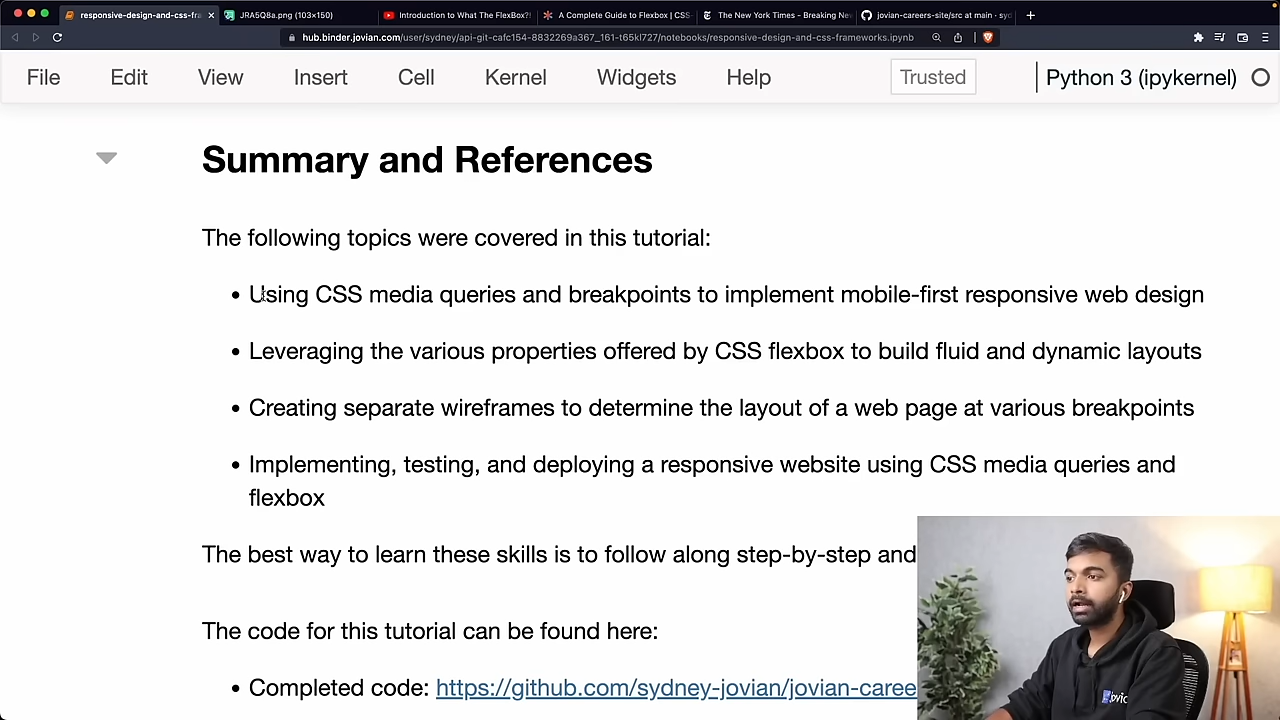 responsive-design-and-css-fra
JRA5Q8a.png (103×150)
Introduction to What The FlexBox?!
A Complete Guide to Flexbox | CSS
The New York Times - Breaking New
jovian-careers-site/src at main · syd
hub.binder.jovian.com/user/sydney/api-git-cafc154-8832269a367_161-t65kl727/notebooks/responsive-design-and-css-frameworks.ipynb
File Edit View Insert Cell Kernel Widgets Help Trusted Python 3 (ipykernel)
Summary and References
The following topics were covered in this tutorial:
• Using CSS media queries and breakpoints to implement mobile-first responsive web design
• Leveraging the various properties offered by CSS flexbox to build fluid and dynamic layouts
• Creating separate wireframes to determine the layout of a web page at various breakpoints
• Implementing, testing, and deploying a responsive website using CSS media queries and
flexbox
The best way to learn these skills is to follow along step-by-step and
The code for this tutorial can be found here:
• Completed code: https://github.com/sydney-jovian/jovian-caree